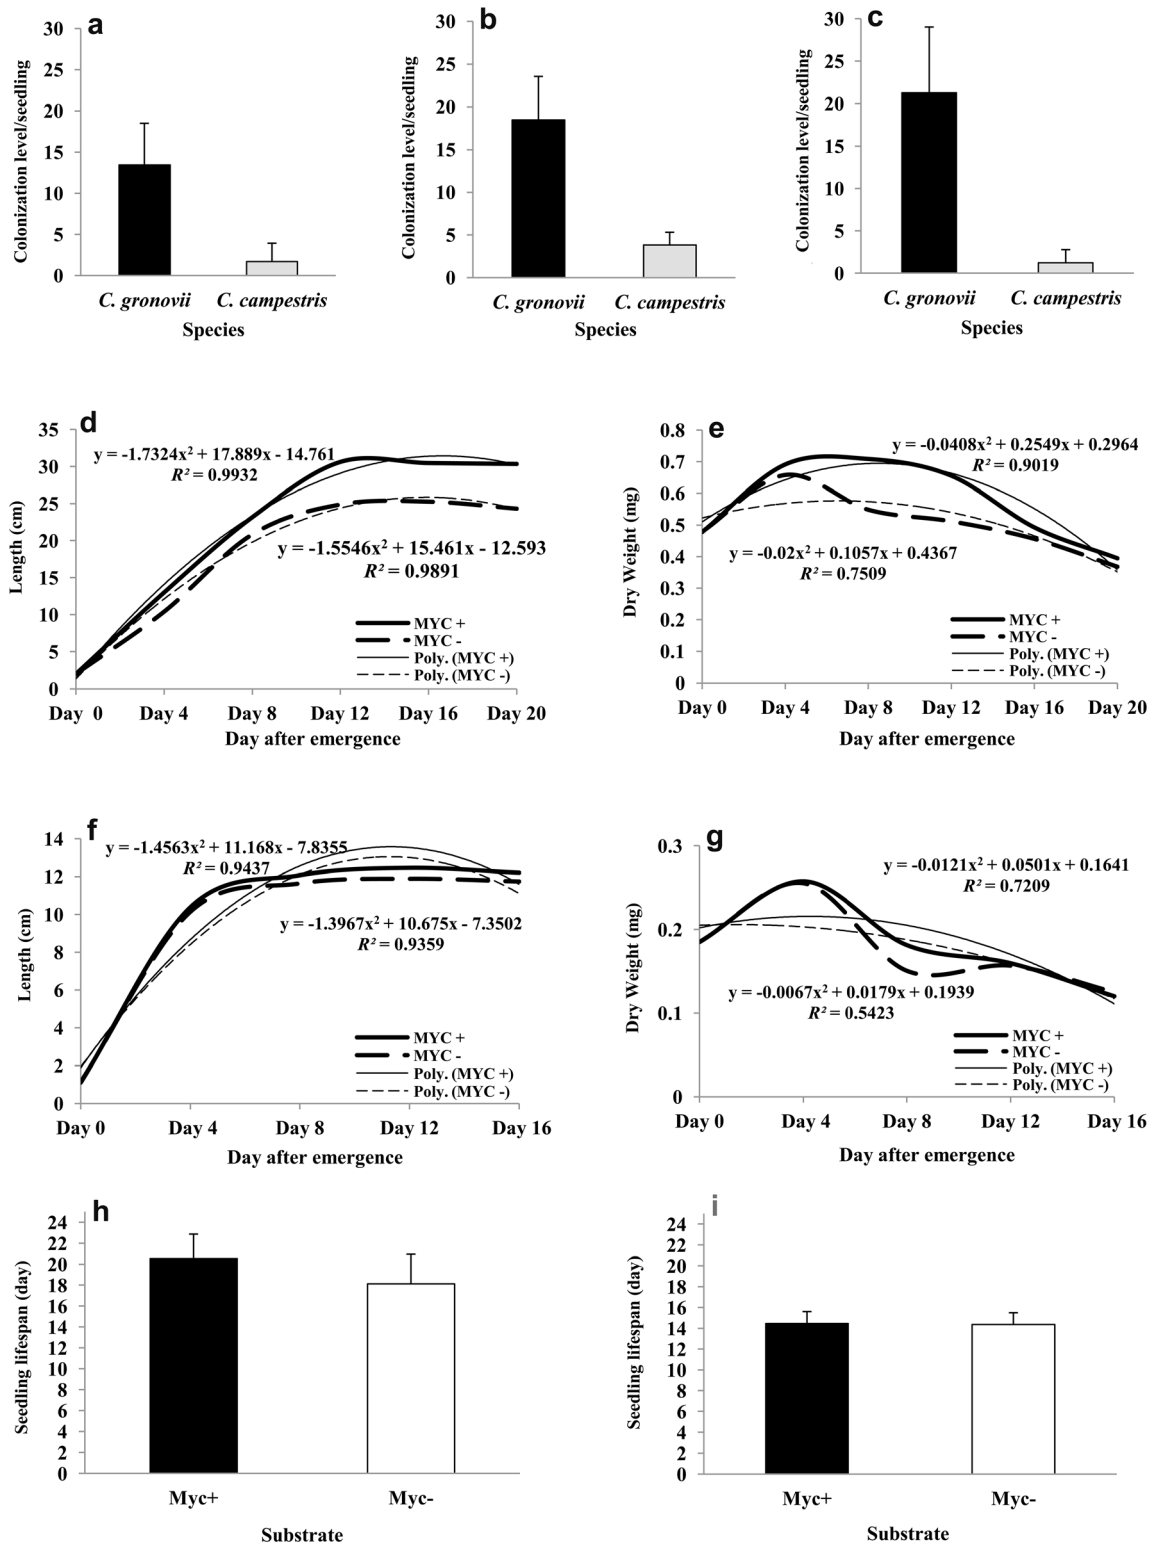 a
30
25
20
15
10
5
0
Colonization level/seedling
C. gronovii
C. campestris
Species
b
30
25
20
15
10
5
0
Colonization level/seedling
C. gronovii
C. campestris
Species
c
30
25
20
15
10
5
0
Colonization level/seedling
C. gronovii
C. campestris
Species
d
35
30
25
20
15
10
5
0
Length (cm)
y = -1.7324x² + 17.889x - 14.761
R² = 0.9932
y = -1.5546x² + 15.461x - 12.593
R² = 0.9891
MYC +
MYC -
Poly. (MYC +)
Poly. (MYC -)
Day 0
Day 4
Day 8
Day 12
Day 16
Day 20
Day after emergence
e
0.8
0.7
0.6
0.5
0.4
0.3
0.2
0.1
0
Dry Weight (mg)
y = -0.0408x² + 0.2549x + 0.2964
R² = 0.9019
y = -0.02x² + 0.1057x + 0.4367
R² = 0.7509
MYC +
MYC -
Poly. (MYC +)
Poly. (MYC -)
Day 0
Day 4
Day 8
Day 12
Day 16
Day 20
Day after emergence
f
14
12
10
8
6
4
2
0
Length (cm)
y = -1.4563x² + 11.168x - 7.8355
R² = 0.9437
y = -1.3967x² + 10.675x - 7.3502
R² = 0.9359
MYC +
MYC -
Poly. (MYC +)
Poly. (MYC -)
Day 0
Day 4
Day 8
Day 12
Day 16
Day after emergence
g
0.3
0.2
0.1
0
Dry Weight (mg)
y = -0.0121x² + 0.0501x + 0.1641
R² = 0.7209
y = -0.0067x² + 0.0179x + 0.1939
R² = 0.5423
MYC +
MYC -
Poly. (MYC +)
Poly. (MYC -)
Day 0
Day 4
Day 8
Day 12
Day 16
Day after emergence
h
24
22
20
18
16
14
12
10
8
6
4
2
0
Seedling lifespan (day)
Myc+
Myc-
Substrate
i
24
22
20
18
16
14
12
10
8
6
4
2
0
Seedling lifespan (day)
Myc+
Myc-
Substrate